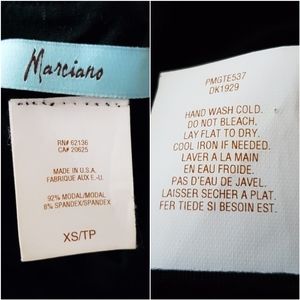 Marciano
RN# 62136
CA# 20625
MADE IN U.S.A.
FABRIQUE AUX E.-U.
92% MODAL/MODAL
8% SPANDEX/SPANDEX
XS/TP
PMGTE537
DK1929
HAND WASH COLD.
DO NOT BLEACH,
LAY FLAT TO DRY.
COOL IRON IF NEEDED.
LAVER A LA MAIN
EN EAU FROIDE.
PAS D'EAU DE JAVEL.
LAISSER SECHER A PLAT.
FER TIEDE SI BESOIN EST.